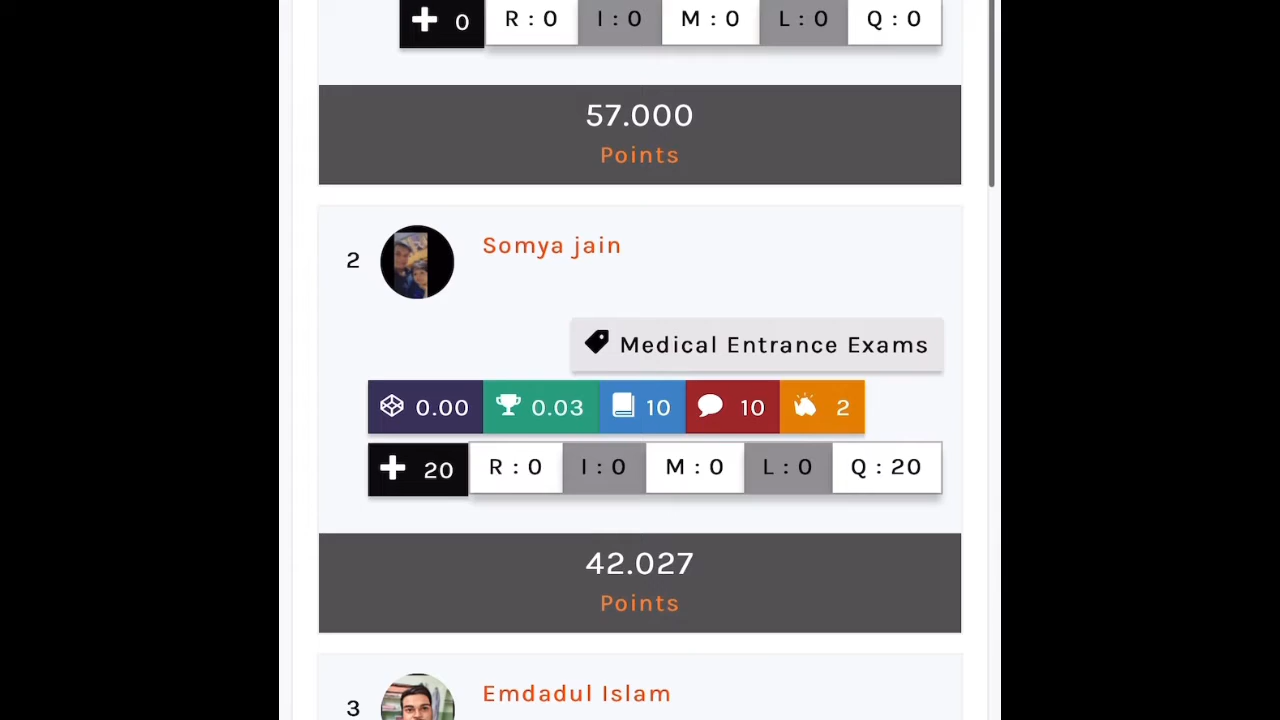 0 R : 0 I : 0 M : 0 L : 0 Q : 0
57.000
Points
2 Somya jain
Medical Entrance Exams
0.00 0.03 10 10 2
20 R : 0 I : 0 M : 0 L : 0 Q : 20
42.027
Points
3 Emdadul Islam